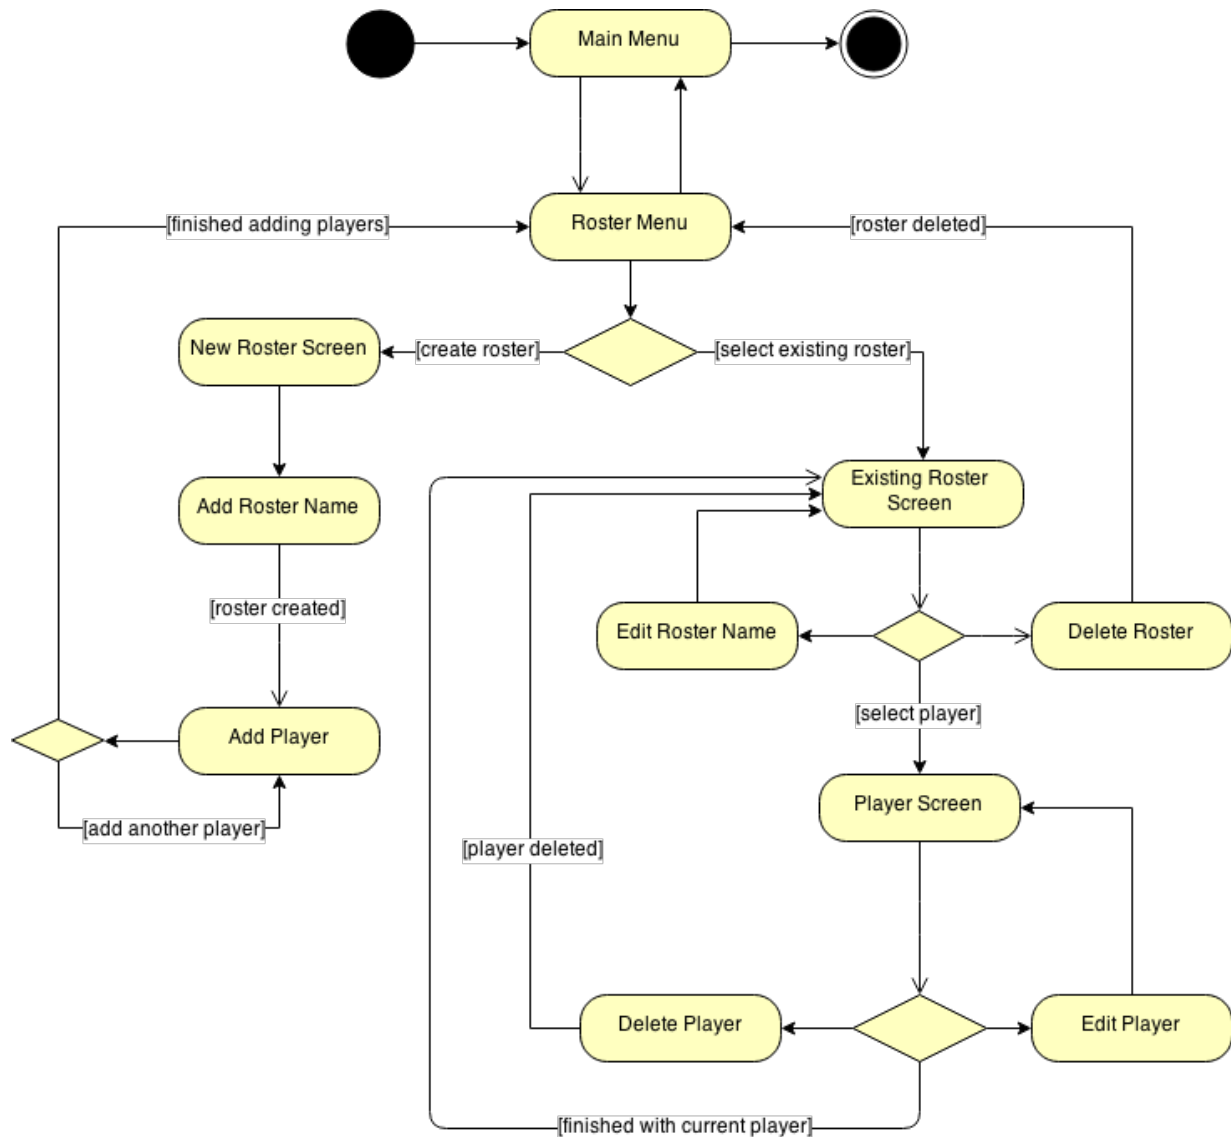 Main Menu
[finished adding players]
Roster Menu
[roster deleted]
New Roster Screen
[create roster]
[select existing roster]
Existing Roster
Screen
Add Roster Name
[roster created]
Edit Roster Name
Delete Roster
[select player]
Add Player
Player Screen
[add another player]
[player deleted]
Delete Player
Edit Player
[finished with current player]